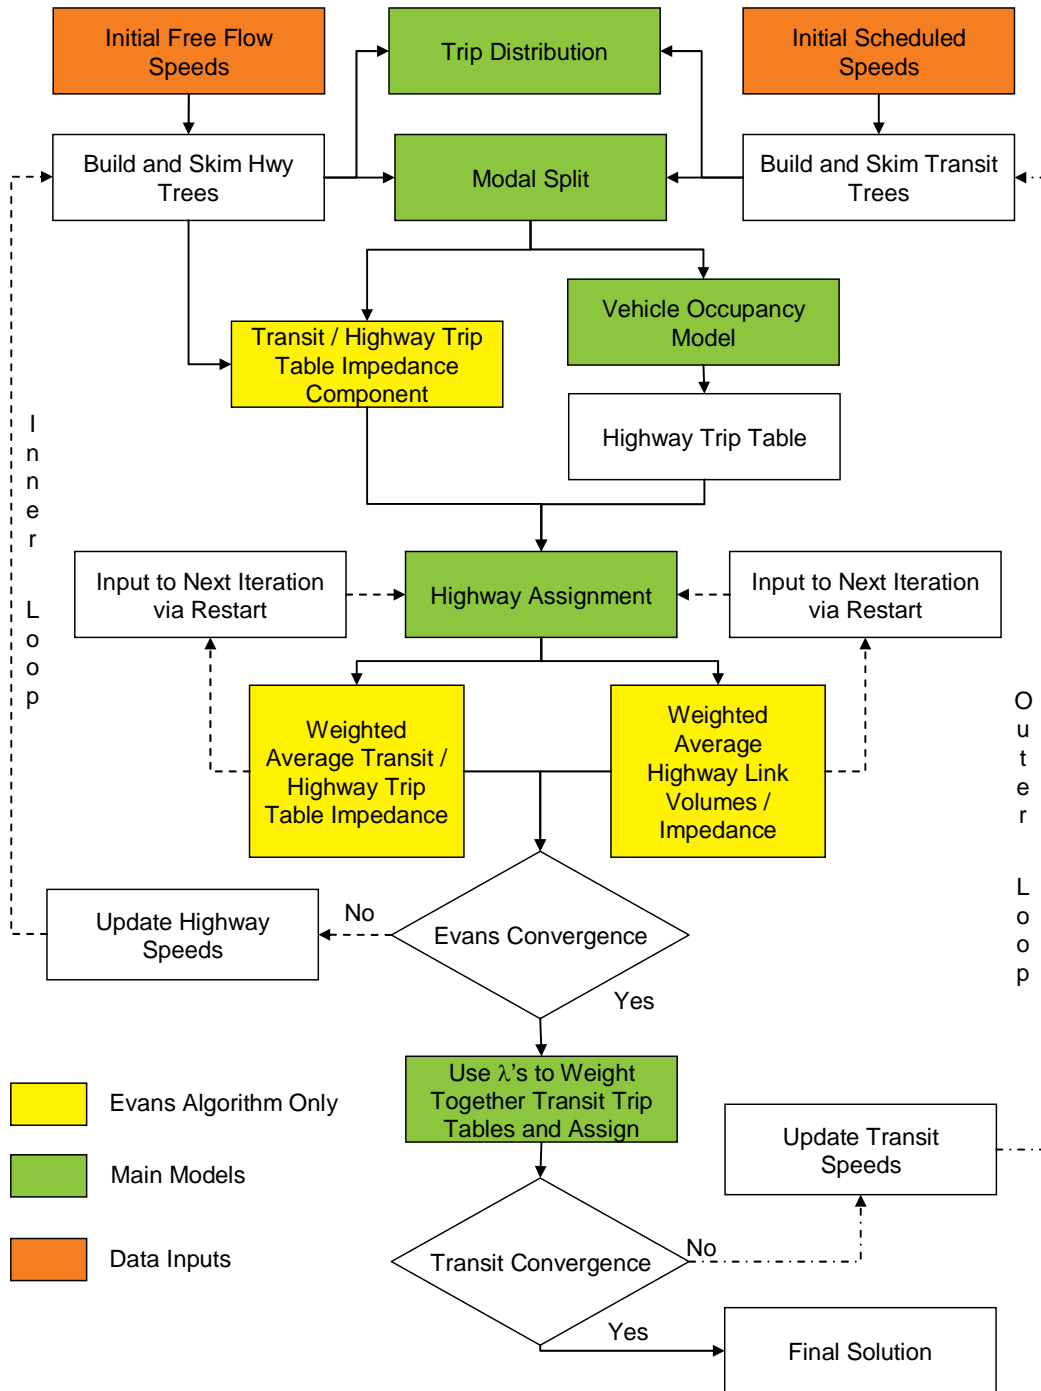 Initial Free Flow
Speeds
Trip Distribution
Initial Scheduled
Speeds
Build and Skim Hwy
Trees
Modal Split
Build and Skim Transit
Trees
Vehicle Occupancy
Model
Transit / Highway Trip
Table Impedance
Component
Highway Trip Table
Inner Loop
Input to Next Iteration
via Restart
Highway Assignment
Input to Next Iteration
via Restart
Weighted
Average Transit /
Highway Trip
Table Impedance
Weighted
Average
Highway Link
Volumes /
Impedance
Outer Loop
Update Highway
Speeds
No
Evans Convergence
Yes
Use λ's to Weight
Together Transit Trip
Tables and Assign
Evans Algorithm Only
Main Models
Data Inputs
Update Transit
Speeds
Transit Convergence
No
Yes
Final Solution